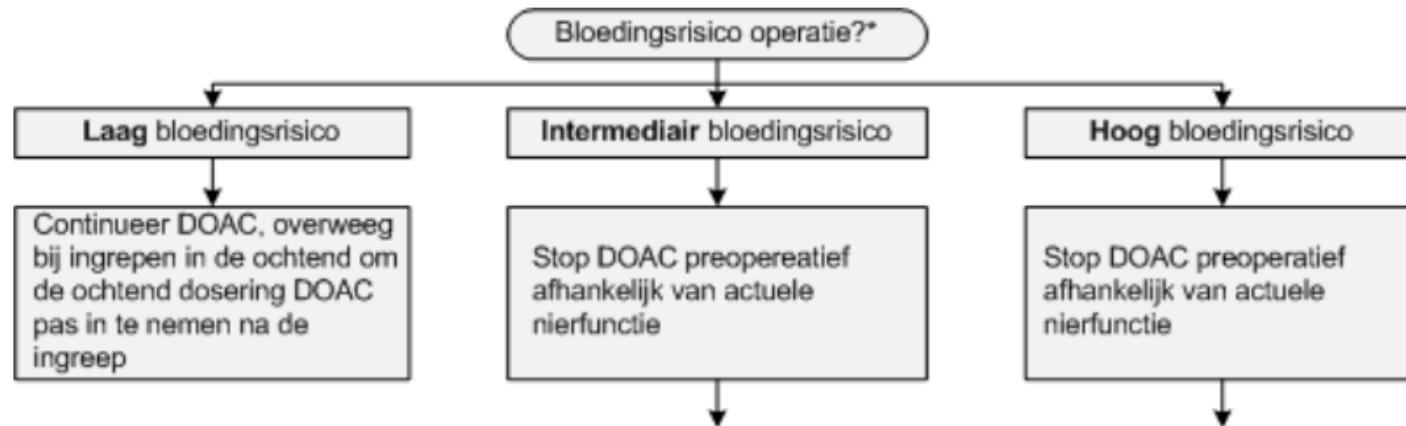 Bloedingsrisico operatie?*
Laag bloedingsrisico
Intermediair bloedingsrisico
Hoog bloedingsrisico
Continueer DOAC, overweeg
bij ingrepen in de ochtend om
de ochtend dosering DOAC
pas in te nemen na de
ingreep
Stop DOAC preopereatief
afhankelijk van actuele
nierfunctie
Stop DOAC preoperatief
afhankelijk van actuele
nierfunctie